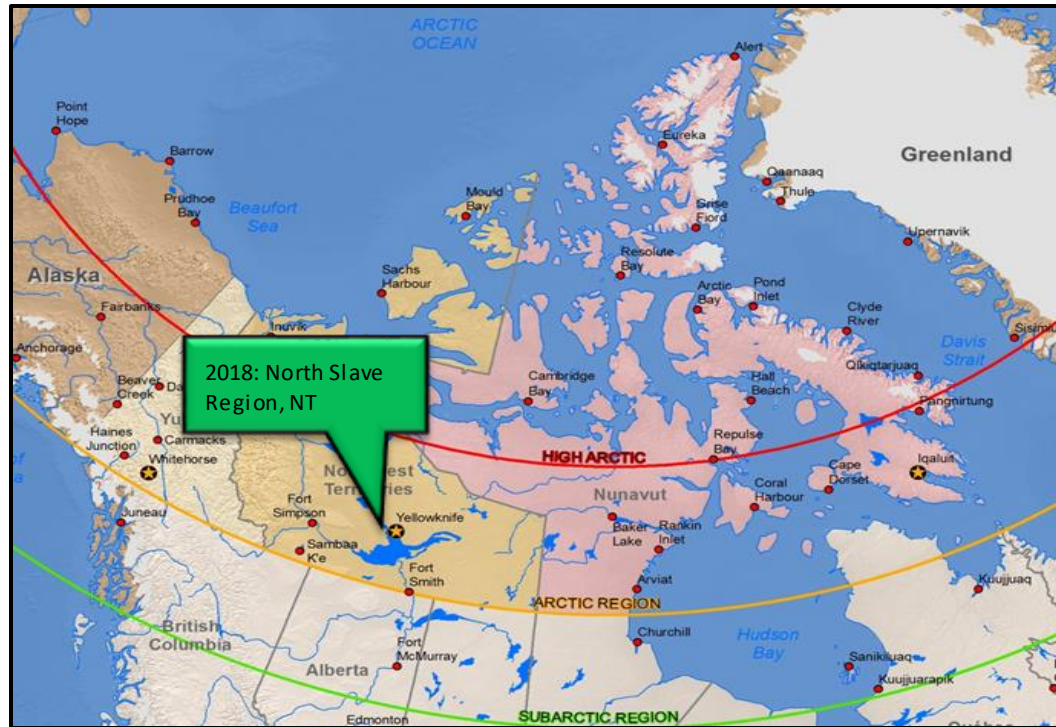 ARCTIC
OCEAN
Alert
Point
Hope
Eureka
Greenland
Barrow
Qaanaaq
Thule
Prudhoe
Bay
Beaufort
Sea
Mould
Bay
Grise
Fiord
Upernavik
Resolute
Bay
Alaska
Sachs
Harbour
Arctic
Bay
Pond
Inlet
Clyde
River
Fairbanks
Inuvik
Davis
Strait
Anchorage
2018: North Slave
Region, NT
Qikiqtarjuaq
Beaver
Creek
Cambridge
Bay
Hall
Beach
Pangnirtung
Haines
Junction
Carmacks
Whitehorse
HIGH ARCTIC
Repulse
Bay
Iqaluit
Territories
Cape
Dorset
Nunavut
Coral
Harbour
Fort
Simpson
Yellowknife
Juneau
Baker
Lake
Rankin
Inlet
Sambaa
K'e
Fort
Smith
Arviat
Kuujjuaq
ARCTIC REGION
British
Columbia
Churchill
Hudson
Bay
Fort
McMurray
Alberta
Sanikiluaq
Kuujjuarapik
Edmonton
SUBARCTIC REGION